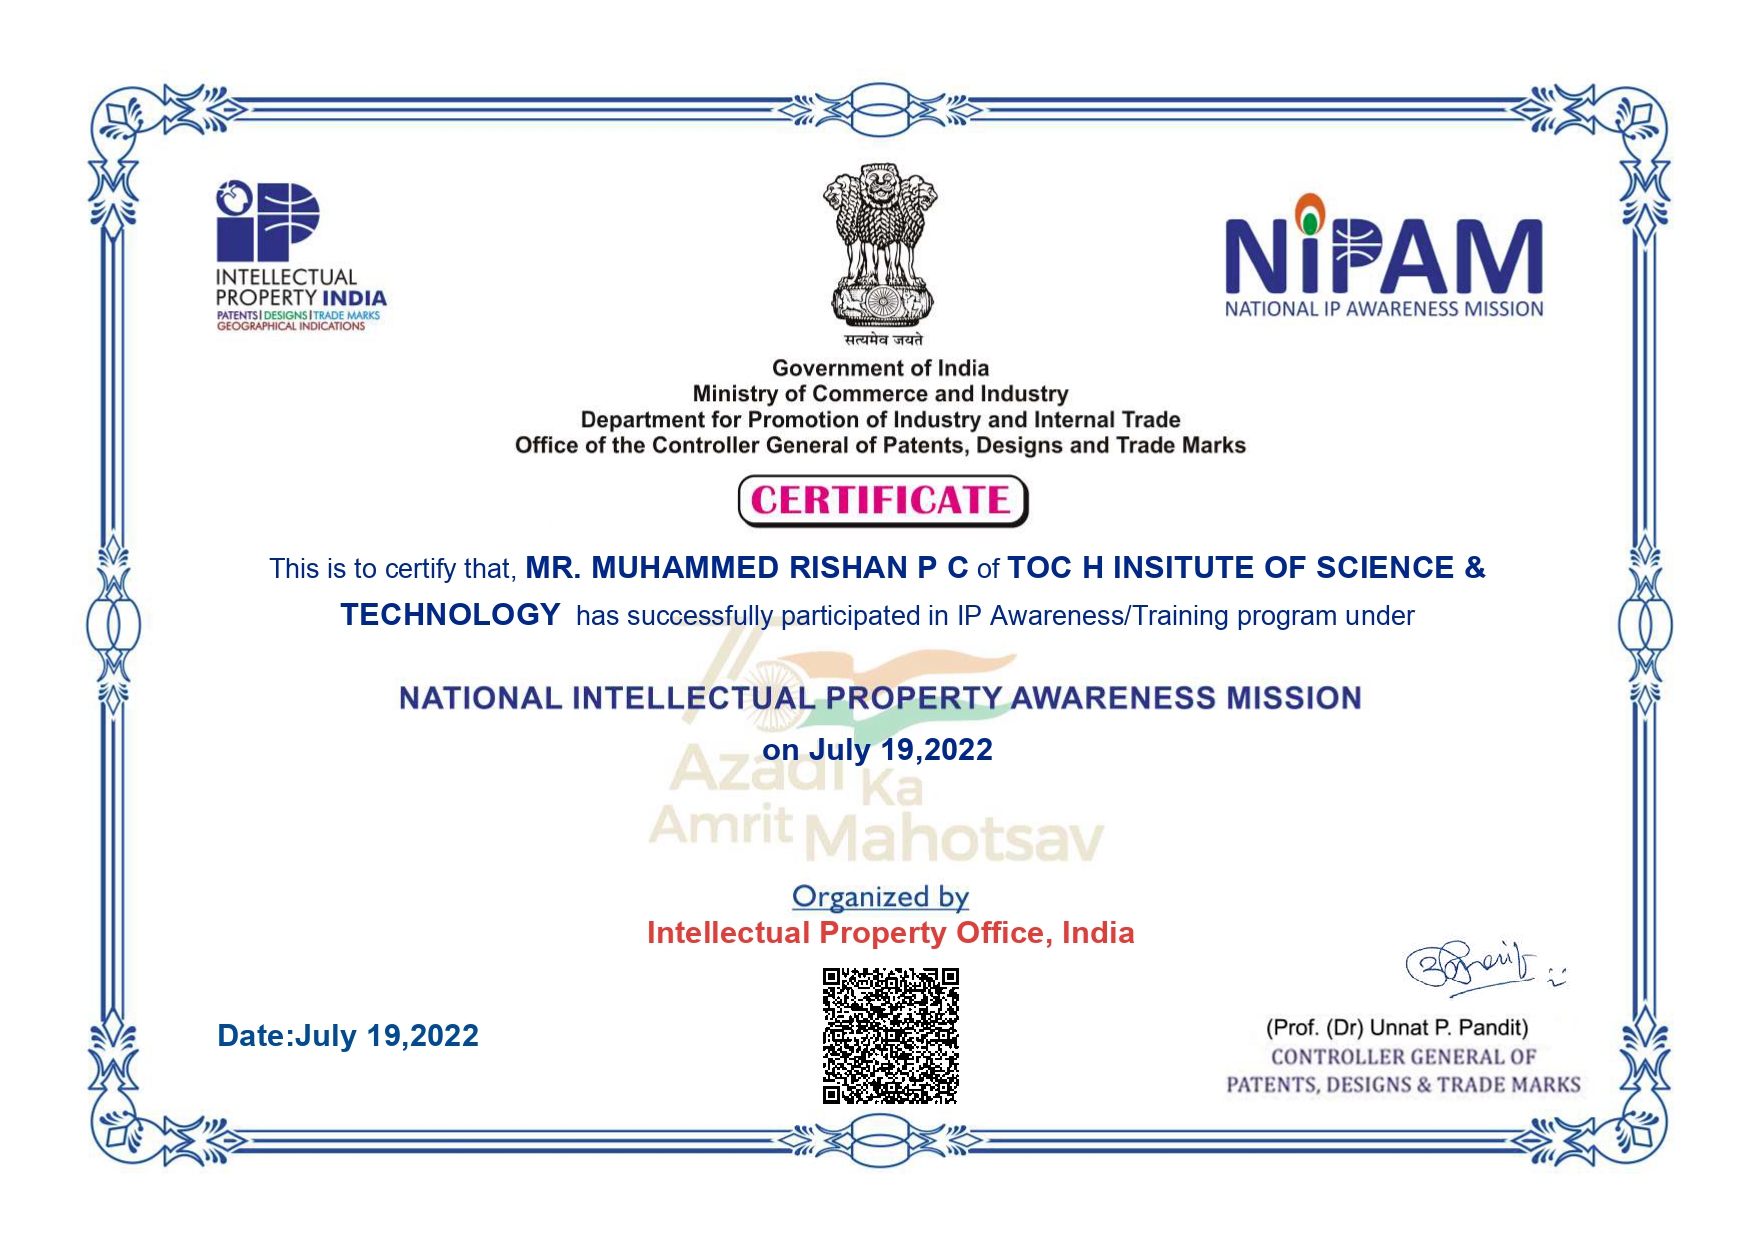 iP
INTELLECTUAL
PROPERTY INDIA
PATENTS | DESIGNS | TRADE MARKS
GEOGRAPHICAL INDICATIONS
सत्यमेव जयते
NiPAM
NATIONAL IP AWARENESS MISSION
Government of India
Ministry of Commerce and Industry
Department for Promotion of Industry and Internal Trade
Office of the Controller General of Patents, Designs and Trade Marks
CERTIFICATE
This is to certify that, MR. MUHAMMED RISHAN P C of TOC H INSITUTE OF SCIENCE &
TECHNOLOGY has successfully participated in IP Awareness/Training program under
NATIONAL INTELLECTUAL PROPERTY AWARENESS MISSION
on July 19,2022
75
Azadi Ka
Amrit Mahotsav
Organized by
Intellectual Property Office, India
Date:July 19,2022
(Prof. (Dr) Unnat P. Pandit)
CONTROLLER GENERAL OF
PATENTS, DESIGNS & TRADE MARKS